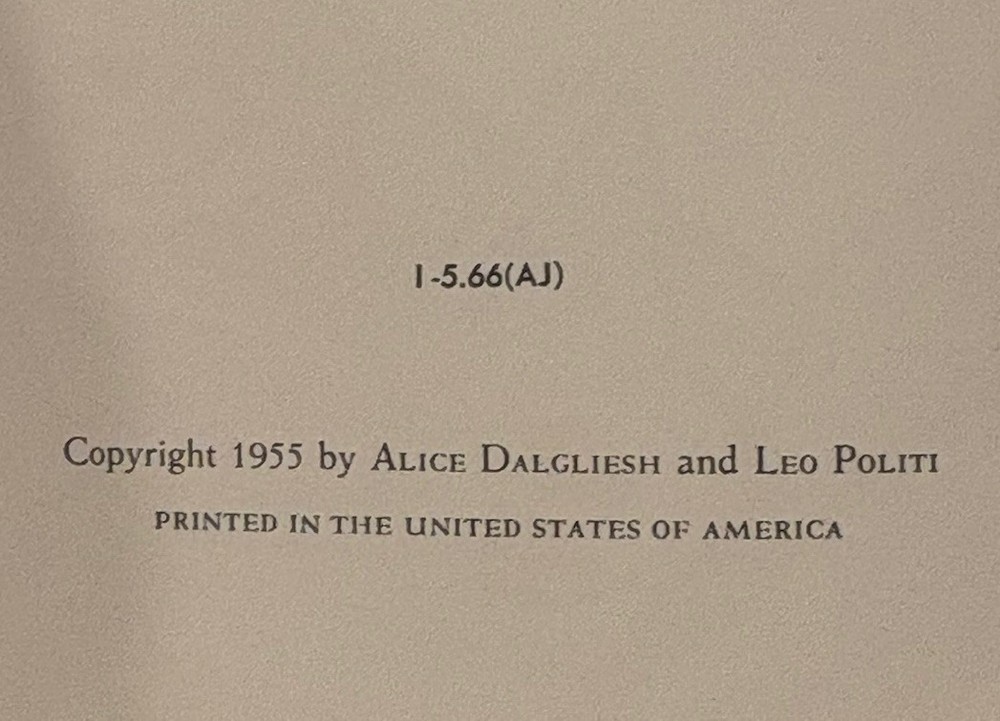 I-5.66(AJ)
Copyright 1955 by ALICE DALGLIESH and LEO POLITI
PRINTED IN THE UNITED STATES OF AMERICA